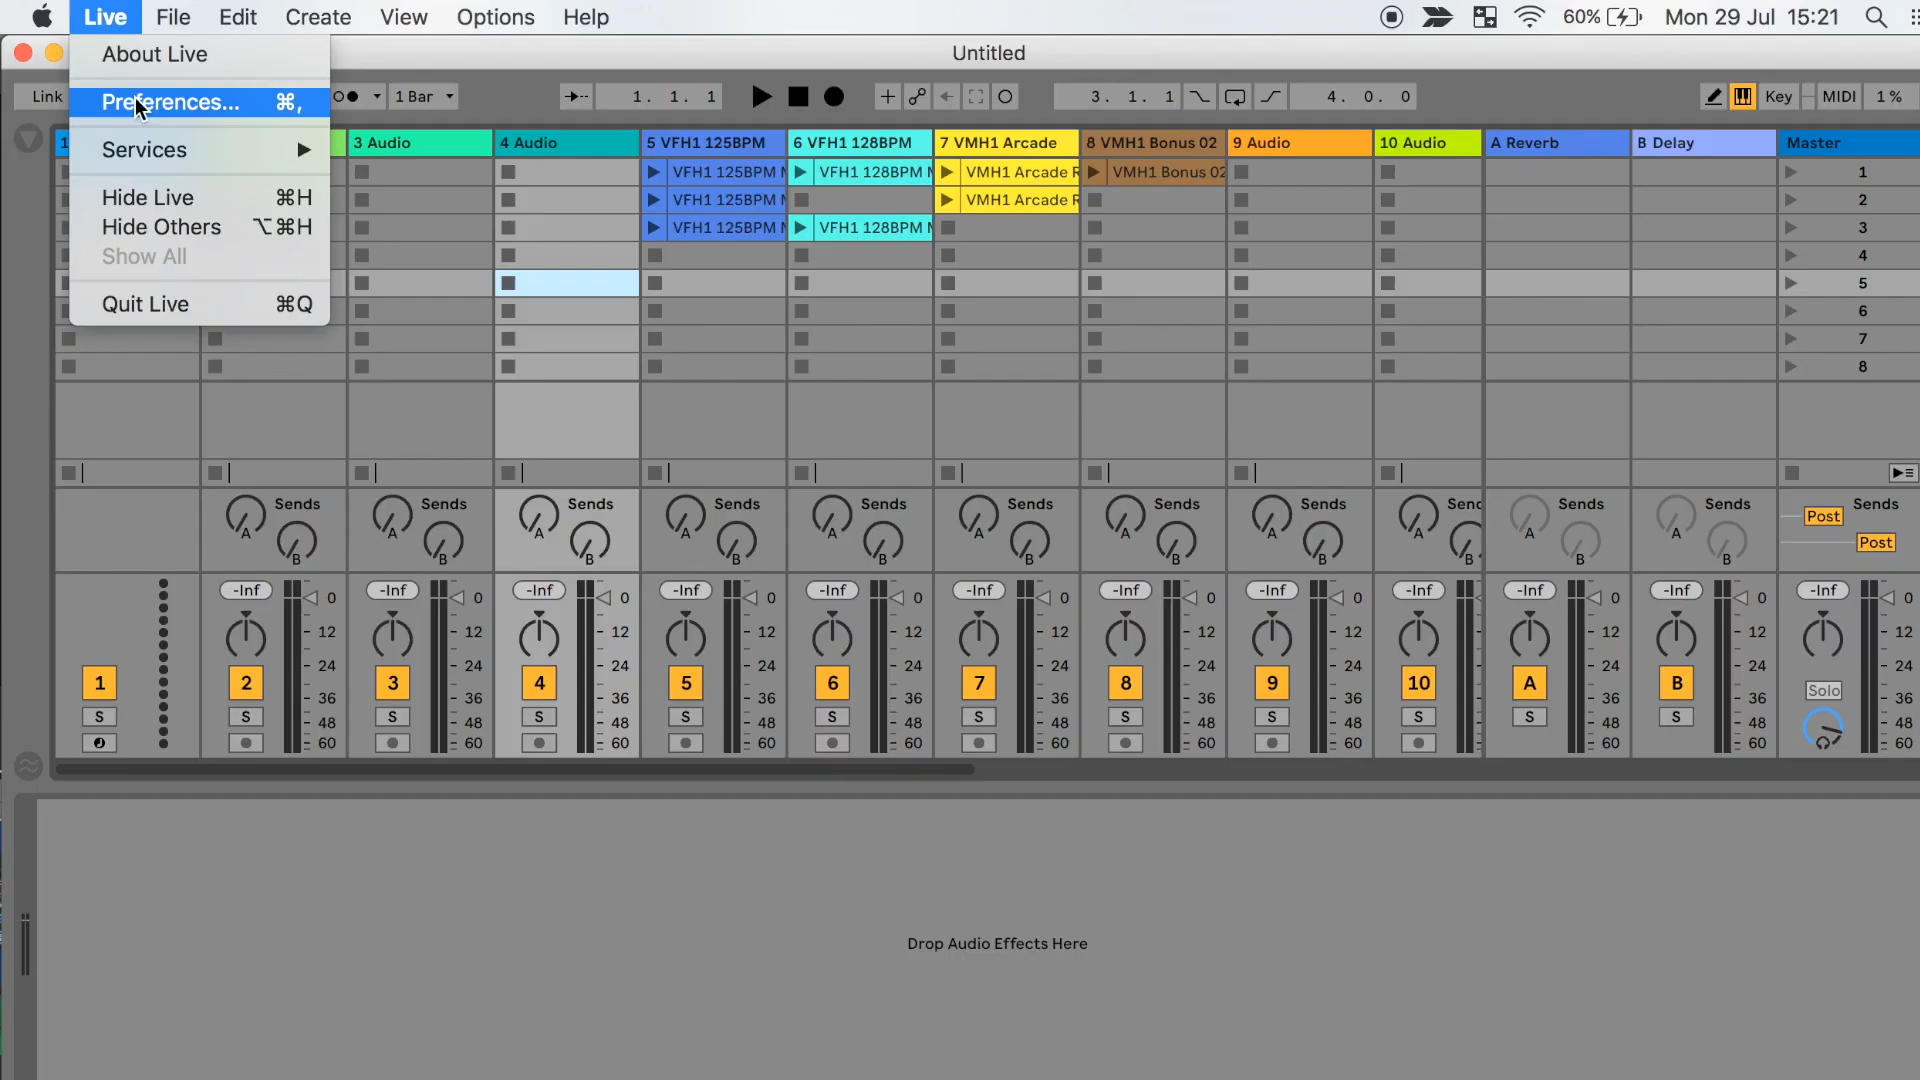 Live File Edit Create View Options Help 60% Mon 29 Jul 15:21
About Live
Untitled
Preferences... ⌘,
Link 1 Bar 1. 1. 1 3. 1. 1 4. 0. 0 Key MIDI 1 %
Services
Hide Live ⌘H
Hide Others ⌥⌘H
Show All
Quit Live ⌘Q
1 3 Audio 4 Audio 5 VFH1 125BPM 6 VFH1 128BPM 7 VMH1 Arcade 8 VMH1 Bonus 02 9 Audio 10 Audio A Reverb B Delay Master
VFH1 125BPM VFH1 128BPM VMH1 Arcade VMH1 Bonus 02 1
VFH1 125BPM VMH1 Arcade 2
VFH1 125BPM VFH1 128BPM 3
4
5
6
7
8
Sends Sends Sends Sends Sends Sends Sends Sends Sends Sends Sends Sends
A A A A A A A A A A A Post
B B B B B B B B B B B Post
-Inf 0 -Inf 0 -Inf 0 -Inf 0 -Inf 0 -Inf 0 -Inf 0 -Inf 0 -Inf -Inf 0 -Inf 0 -Inf 0
12 12 12 12 12 12 12 12 12 12 12
24 24 24 24 24 24 24 24 24 24 24
1 2 3 4 5 6 7 8 9 10 A B Solo
36 36 36 36 36 36 36 36 36 36 36
S S S S S S S S S S S S
48 48 48 48 48 48 48 48 48 48 48
60 60 60 60 60 60 60 60 60 60 60
Drop Audio Effects Here